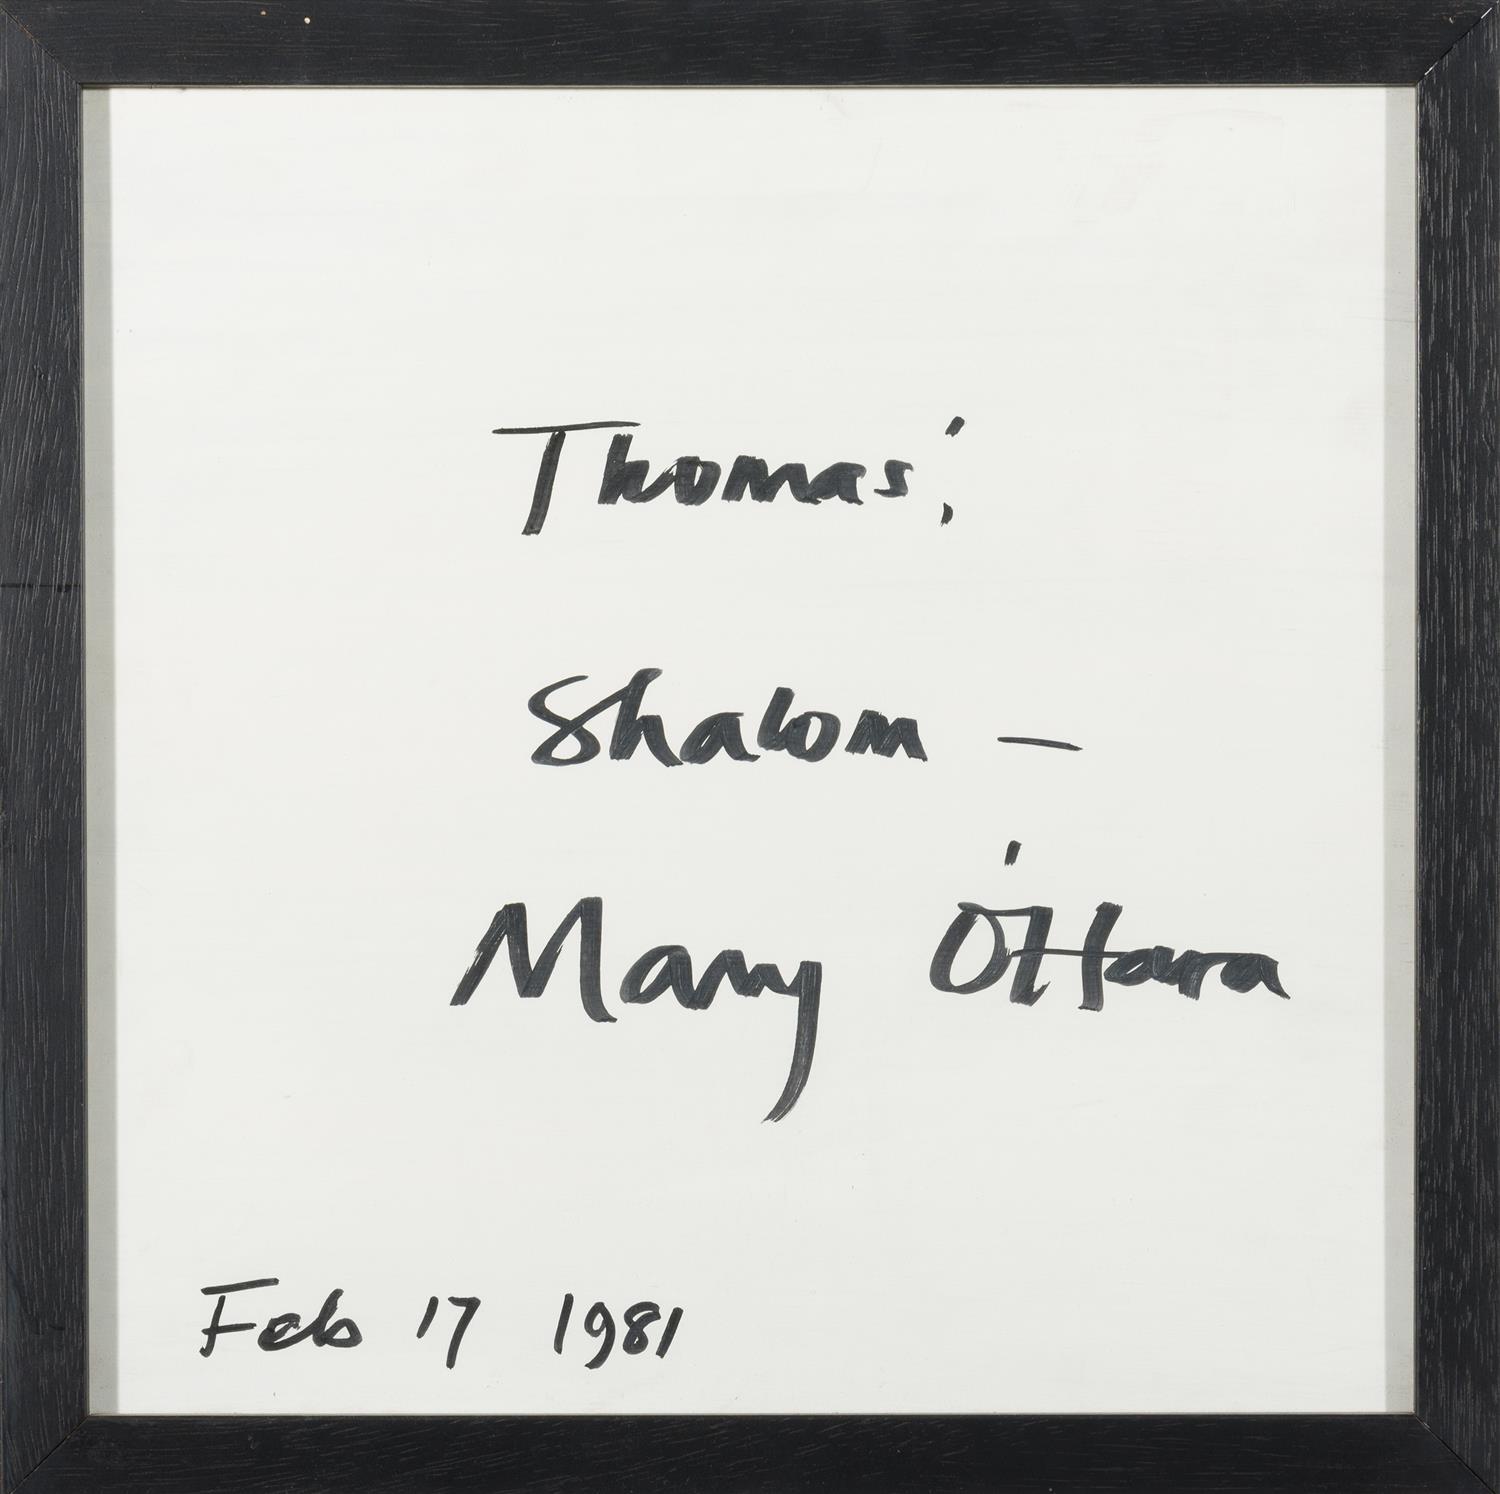 Thomas;
Shalom –
Mary O'Hara
Feb 17 1981